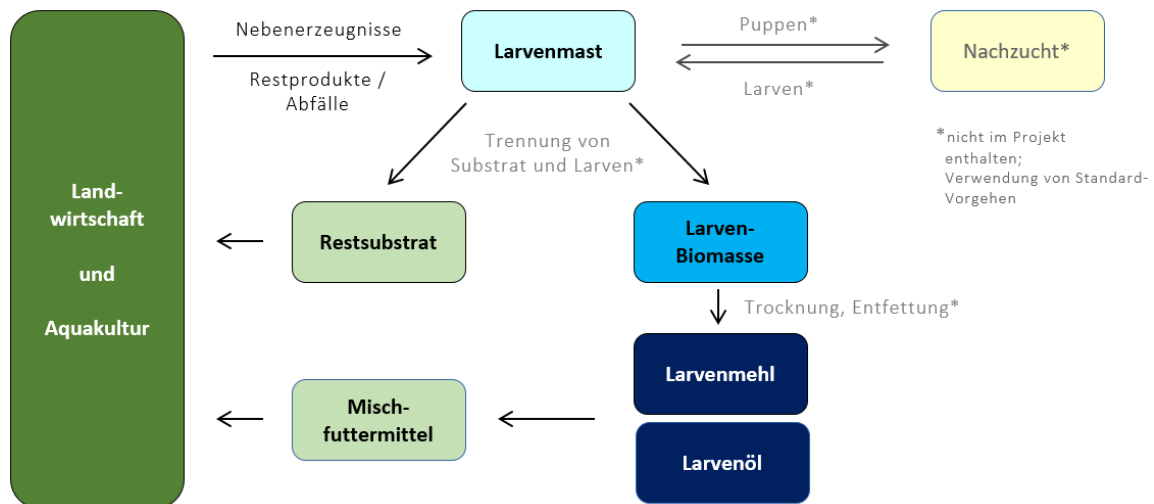 Nebenerzeugnisse
Restprodukte /
Abfälle
Larvenmast
Puppen*
Larven*
Nachzucht*
*nicht im Projekt
enthalten;
Verwendung von Standard-
Vorgehen
Trennung von
Substrat und Larven*
Land-
wirtschaft
und
Aquakultur
Restsubstrat
Larven-
Biomasse
Trocknung, Entfettung*
Larvenmehl
Misch-
futtermittel
Larvenöl